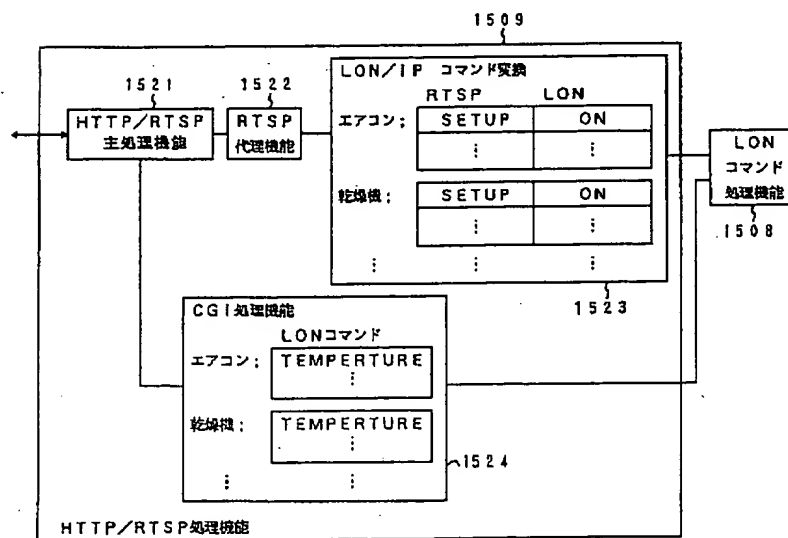 1509
1521
1522
LON/IP コマンド変換
RTSP LON
HTTP/RTSP
主処理機能
RTSP
代理機能
エアコン; SETUP ON
⋮ ⋮
乾燥機; SETUP ON
⋮ ⋮
⋮ ⋮ ⋮
LON
コマンド
処理機能
1508
1523
CGI処理機能
LONコマンド
エアコン; TEMPERTURE
⋮
乾燥機; TEMPERTURE
⋮
⋮ ⋮
1524
HTTP/RTSP処理機能